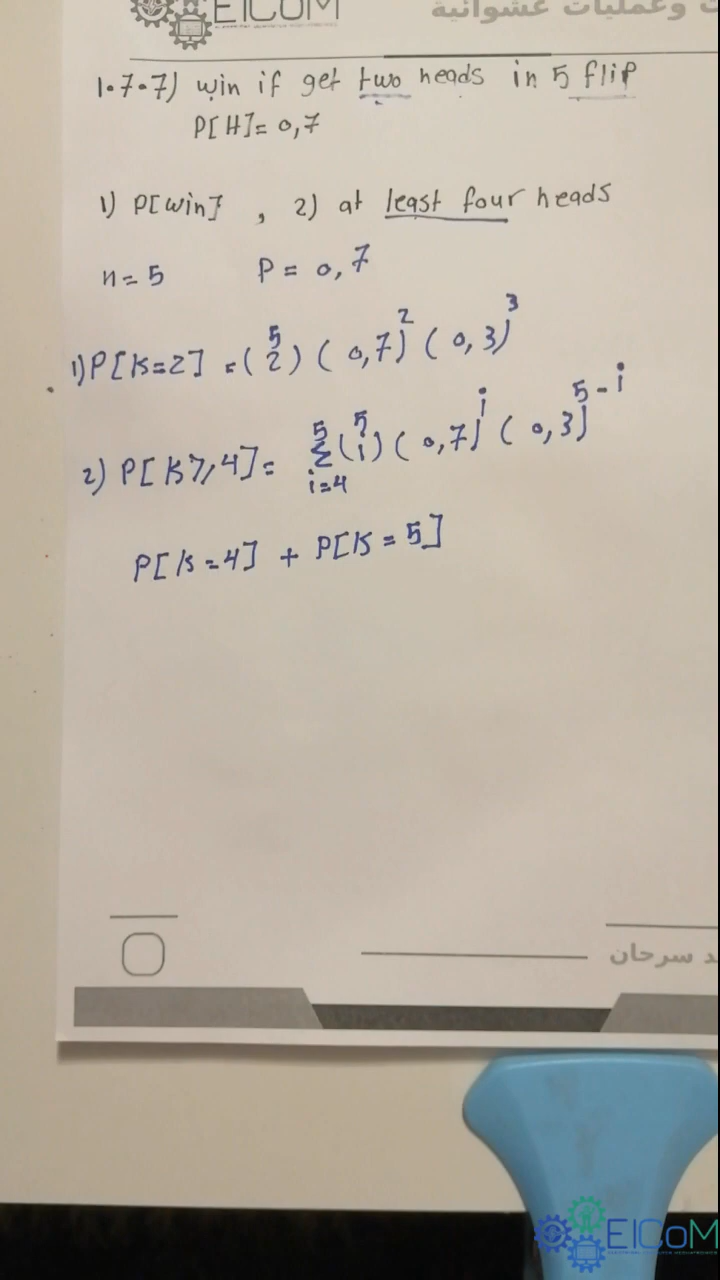 EICoM
وعمليات عشوائية
1.7.7) win if get two heads in 5 flip
P[H]= 0,7
1) P[win] , 2) at least four heads
n = 5 P = 0,7
1) P[K=2] = (5 2) (0,7)^2 (0,3)^3
2) P[K≥4] = 5 Σ i=4 (5 i) (0,7)^i (0,3)^5-i
P[K=4] + P[K=5]
سرحان
EICoM